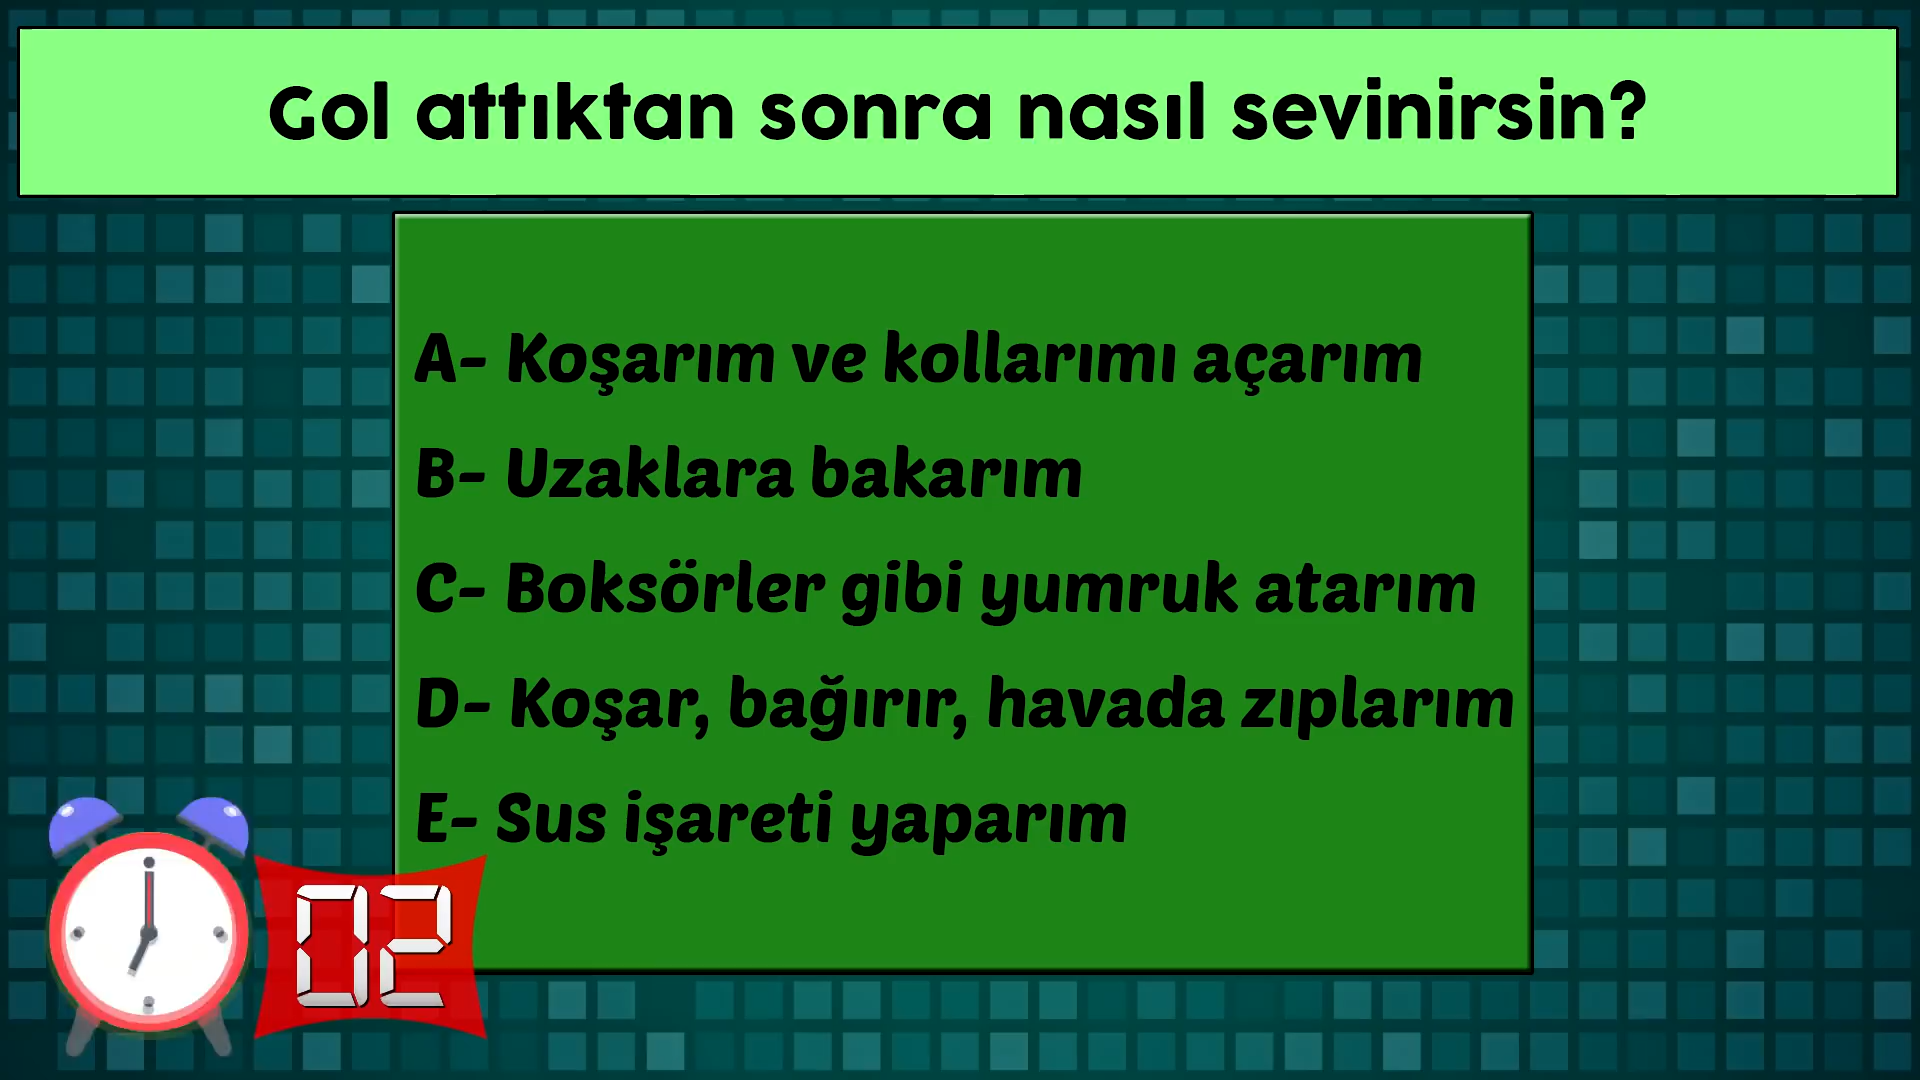 Gol attıktan sonra nasıl sevinirsin?
A- Koşarım ve kollarımı açarım
B- Uzaklara bakarım
C- Boksörler gibi yumruk atarım
D- Koşar, bağırır, havada zıplarım
E- Sus işareti yaparım
02